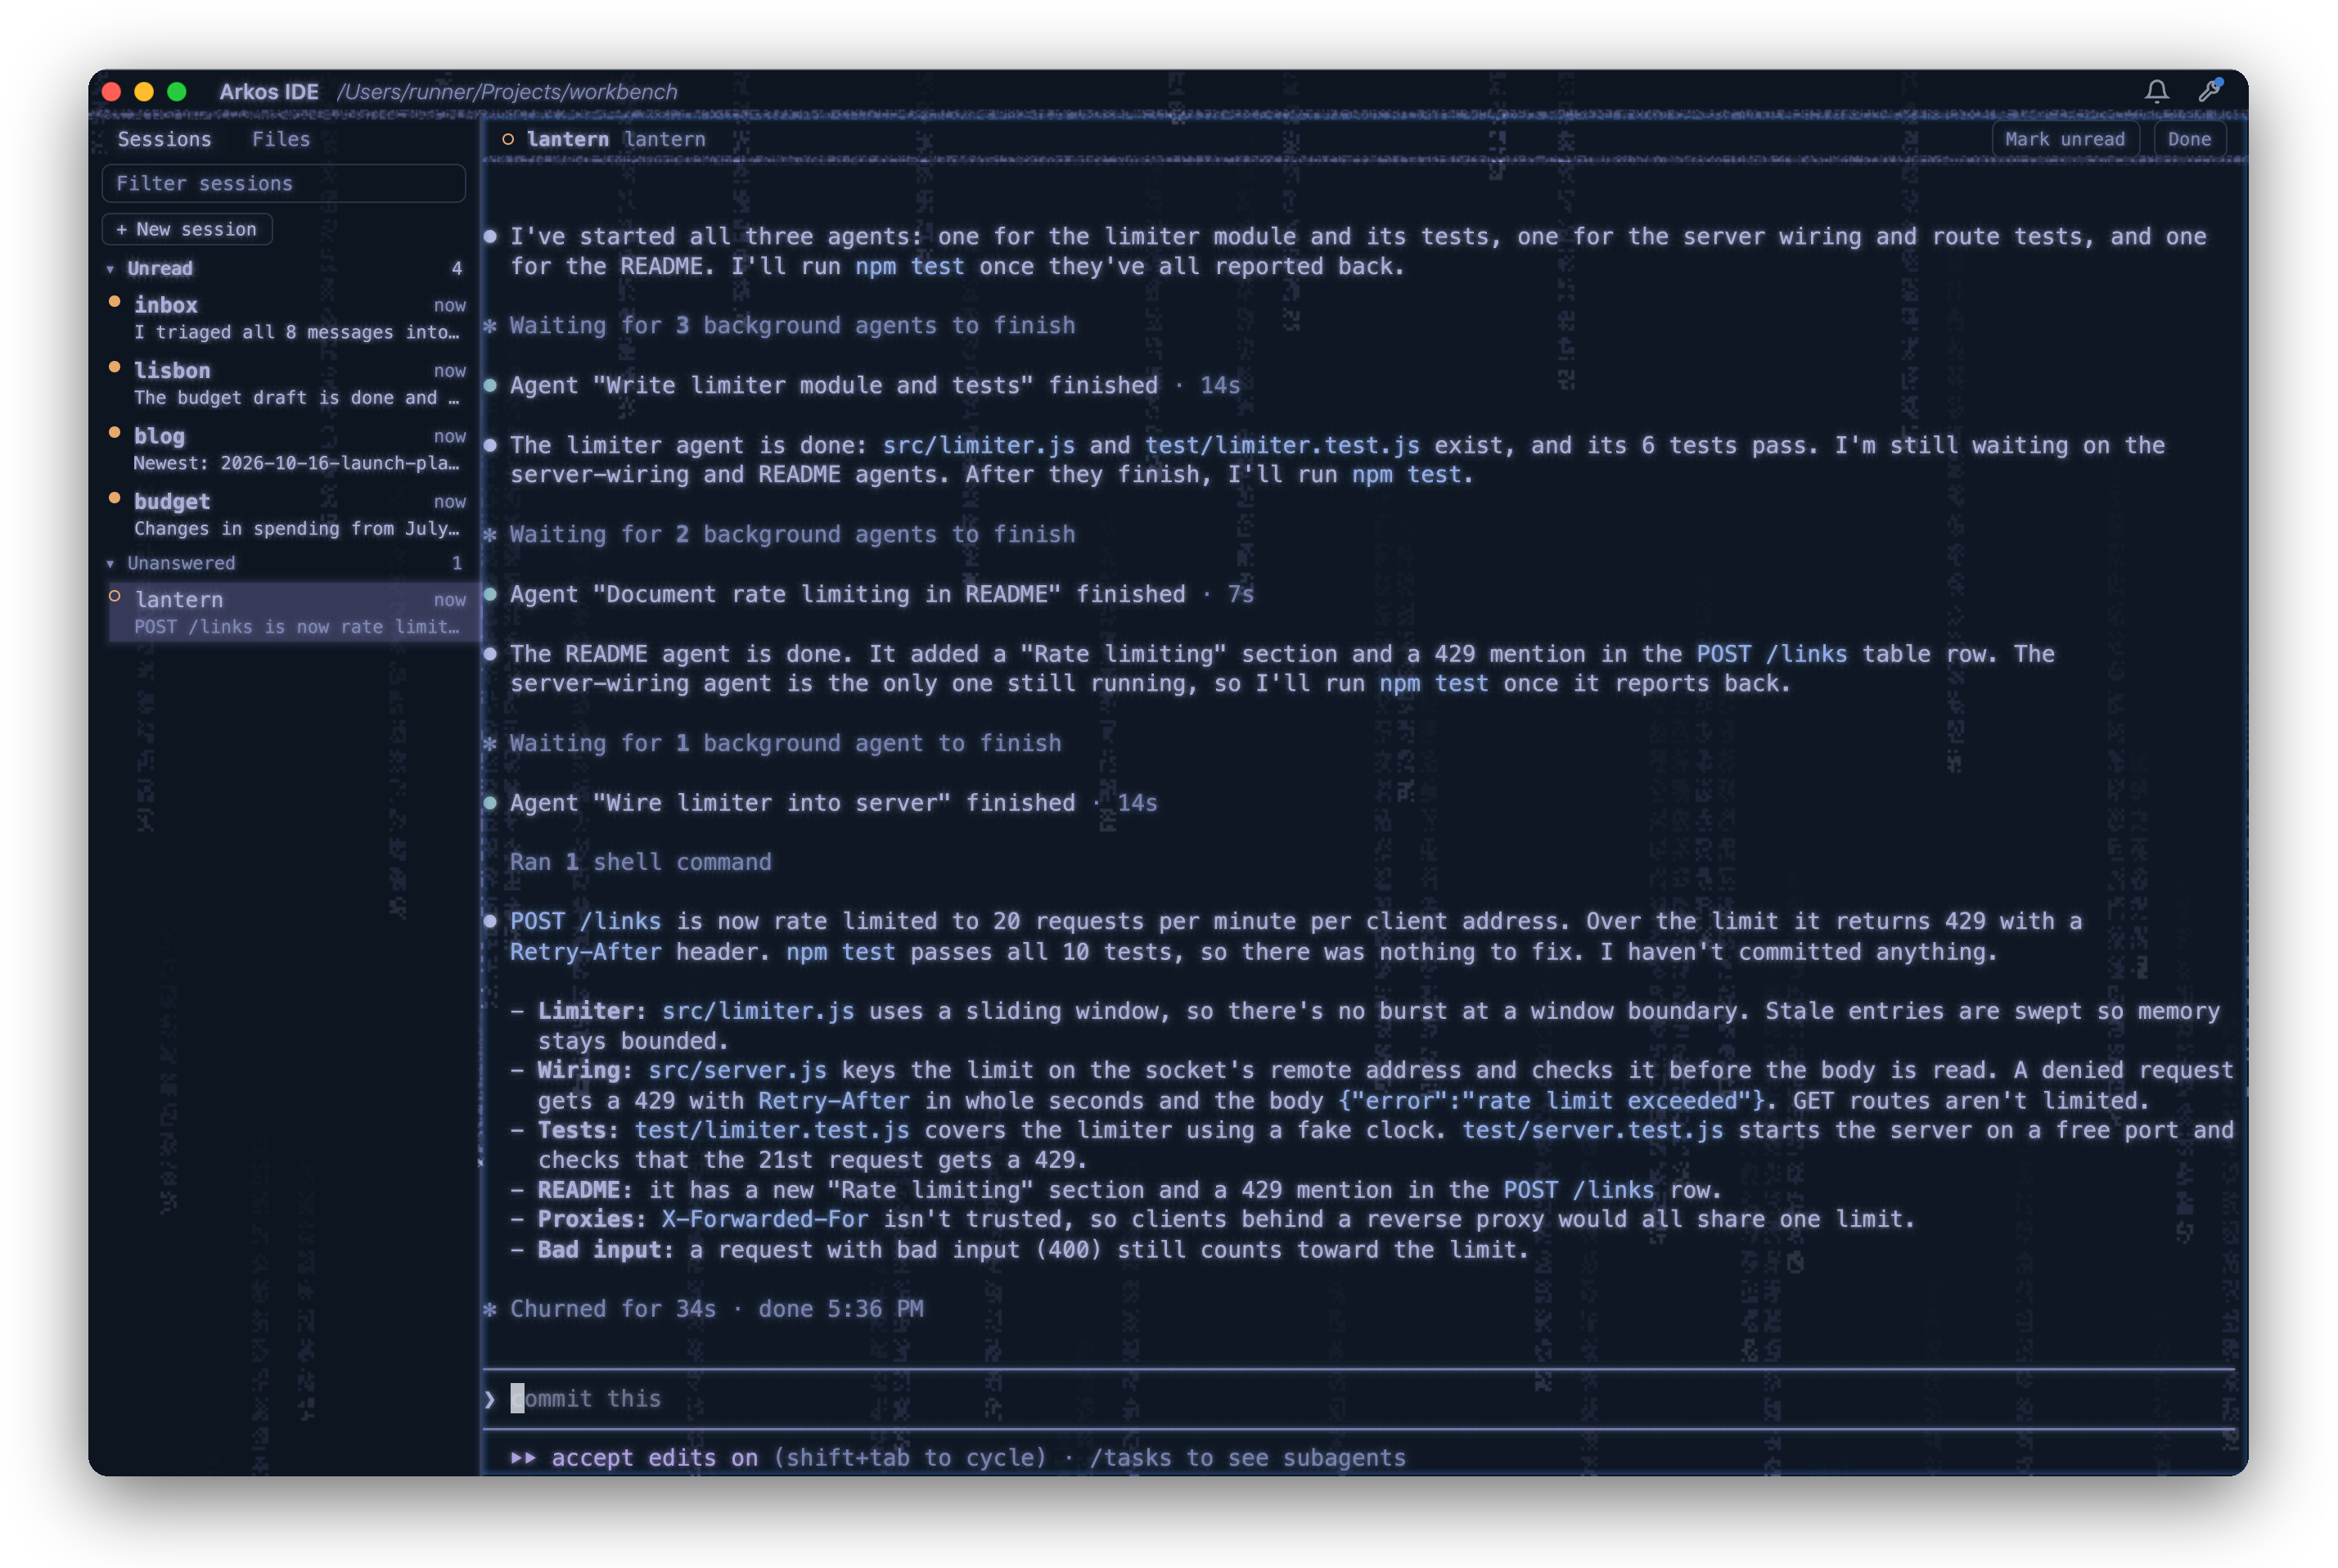 Arkos IDE /Users/runner/Projects/workbench
Sessions Files
Filter sessions
+ New session
▾ Unread 4
inbox now
I triaged all 8 messages into…
lisbon now
The budget draft is done and …
blog now
Newest: 2026-10-16-launch-pla…
budget now
Changes in spending from July…
▾ Unanswered 1
lantern now
POST /links is now rate limit…
lantern lantern
Mark unread Done
● I've started all three agents: one for the limiter module and its tests, one for the server wiring and route tests, and one
for the README. I'll run npm test once they've all reported back.
✻ Waiting for 3 background agents to finish
● Agent "Write limiter module and tests" finished · 14s
● The limiter agent is done: src/limiter.js and test/limiter.test.js exist, and its 6 tests pass. I'm still waiting on the
server-wiring and README agents. After they finish, I'll run npm test.
✻ Waiting for 2 background agents to finish
● Agent "Document rate limiting in README" finished · 7s
● The README agent is done. It added a "Rate limiting" section and a 429 mention in the POST /links table row. The
server-wiring agent is the only one still running, so I'll run npm test once it reports back.
✻ Waiting for 1 background agent to finish
● Agent "Wire limiter into server" finished · 14s
Ran 1 shell command
● POST /links is now rate limited to 20 requests per minute per client address. Over the limit it returns 429 with a
Retry-After header. npm test passes all 10 tests, so there was nothing to fix. I haven't committed anything.
- Limiter: src/limiter.js uses a sliding window, so there's no burst at a window boundary. Stale entries are swept so memory
stays bounded.
- Wiring: src/server.js keys the limit on the socket's remote address and checks it before the body is read. A denied request
gets a 429 with Retry-After in whole seconds and the body {"error":"rate limit exceeded"}. GET routes aren't limited.
- Tests: test/limiter.test.js covers the limiter using a fake clock. test/server.test.js starts the server on a free port and
checks that the 21st request gets a 429.
- README: it has a new "Rate limiting" section and a 429 mention in the POST /links row.
- Proxies: X-Forwarded-For isn't trusted, so clients behind a reverse proxy would all share one limit.
- Bad input: a request with bad input (400) still counts toward the limit.
✻ Churned for 34s · done 5:36 PM
❯ commit this
⏵⏵ accept edits on (shift+tab to cycle) · /tasks to see subagents